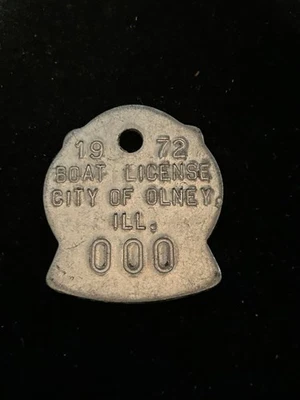 19 72
BOAT LICENSE
CITY OF OLNEY,
ILL.
000